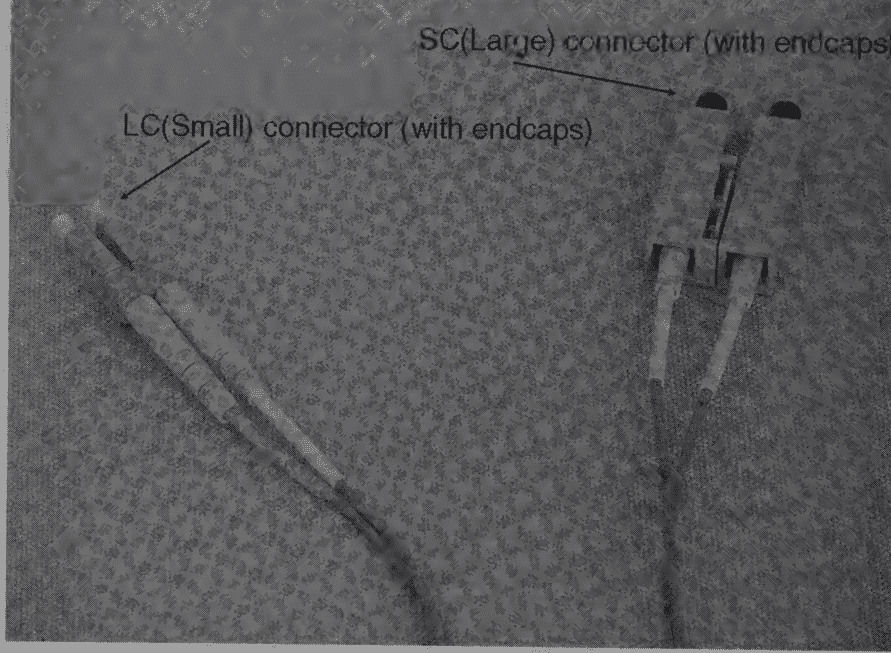 SC(Large) connector (with endcaps
LC(Small) connector (with endcaps)